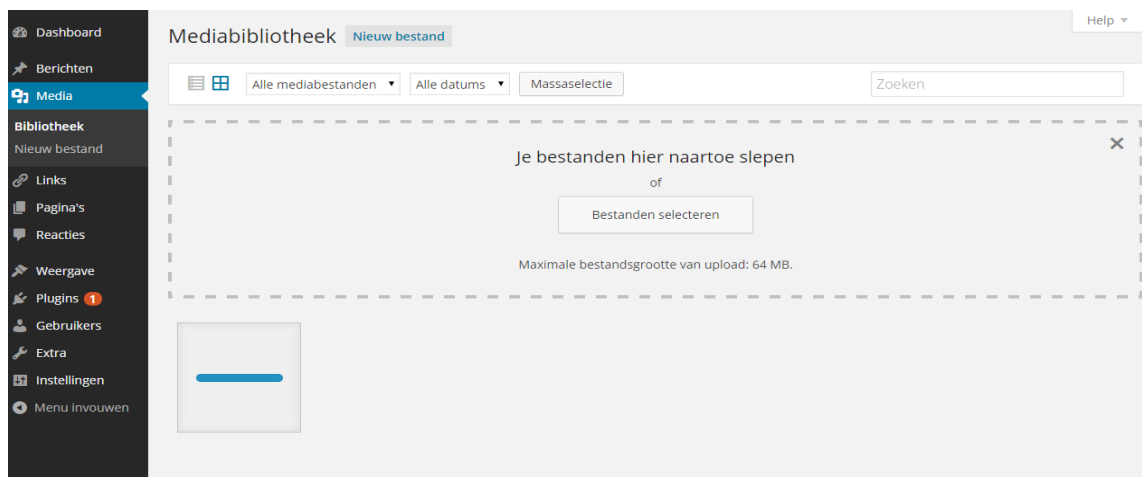 Help
Dashboard
Mediabibliotheek Nieuw bestand
Berichten
Alle mediabestanden Alle datums Massaselectie Zoeken
Media
Bibliotheek
Nieuw bestand
Links
Pagina's
Reacties
Weergave
Plugins 1
Gebruikers
Extra
Instellingen
Menu invouwen
Je bestanden hier naartoe slepen
of
Bestanden selecteren
Maximale bestandsgrootte van upload: 64 MB.